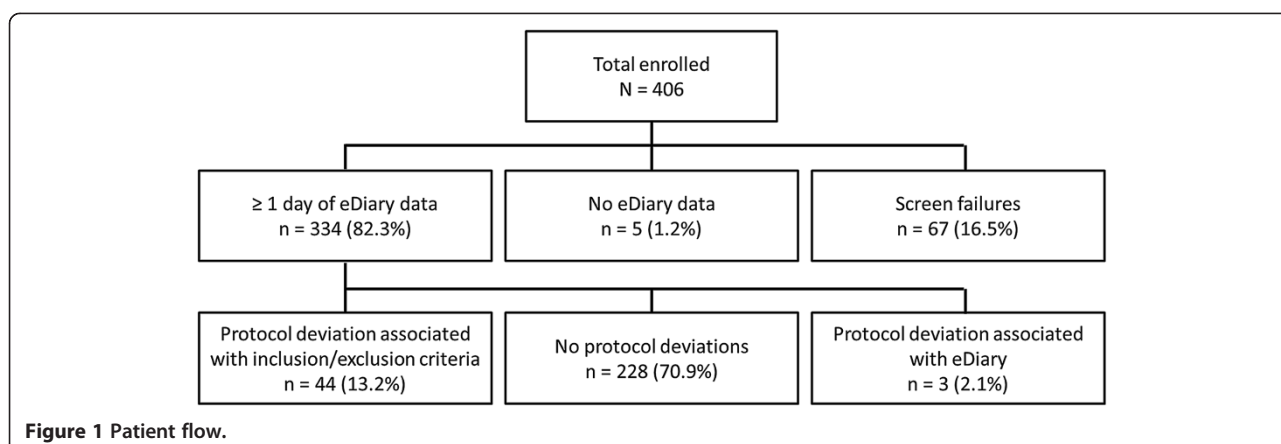 Total enrolled
N = 406
≥ 1 day of eDiary data
n = 334 (82.3%)
No eDiary data
n = 5 (1.2%)
Screen failures
n = 67 (16.5%)
Protocol deviation associated
with inclusion/exclusion criteria
n = 44 (13.2%)
No protocol deviations
n = 228 (70.9%)
Protocol deviation associated
with eDiary
n = 3 (2.1%)
Figure 1 Patient flow.